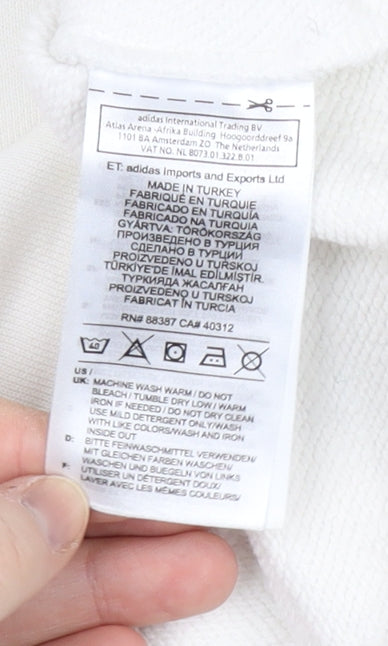 adidas International Trading BV
Atlas Arena -Afrika Building. Hoogoorddreef 9a
1101 BA Amsterdam ZO The Netherlands
VAT NO. NL 8073.01.322.B.01
ET: adidas Imports and Exports Ltd
MADE IN TURKEY
FABRIQUÉ EN TURQUIE
FABRICADO EN TURQUÍA
FABRICADO NA TURQUIA
GYÁRTVA: TÖRÖKORSZÁG
ПРОИЗВЕДЕНО В ТУРЦИЯ
СДЕЛАНО В ТУРЦИИ
PROIZVEDENO U TURSKOJ
TÜRKİYE'DE İMAL EDİLMİŞTİR.
ТҮРКИЯДА ЖАСАЛҒАН
PROIZVEDENO U TURSKOJ
FABRICAT ÎN TURCIA
RN# 88387 CA# 40312
40
US /
UK: MACHINE WASH WARM / DO NOT
BLEACH / TUMBLE DRY LOW / WARM
IRON IF NEEDED / DO NOT DRY CLEAN
USE MILD DETERGENT ONLY/WASH
WITH LIKE COLORS/WASH AND IRON
INSIDE OUT
D: BITTE FEINWASCHMITTEL VERWENDEN/
MIT GLEICHEN FARBEN WASCHEN/
WASCHEN UND BUEGELN VON LINKS
F: UTILISER UN DÉTERGENT DOUX/
LAVER AVEC LES MÊMES COULEURS/